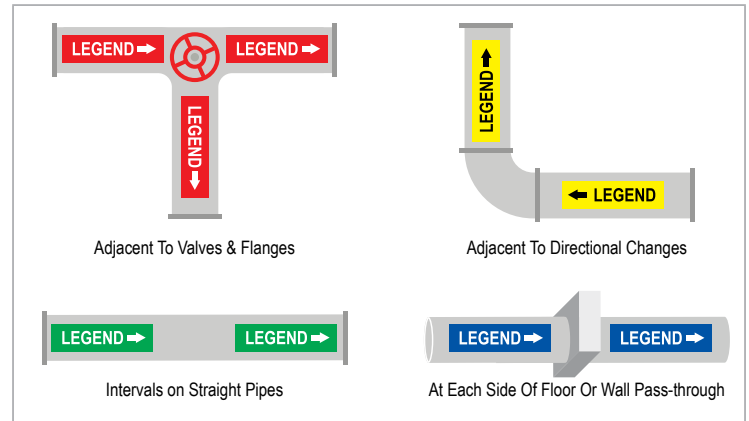 LEGEND
LEGEND
LEGEND
Adjacent To Valves & Flanges
LEGEND
LEGEND
Adjacent To Directional Changes
LEGEND
LEGEND
Intervals on Straight Pipes
LEGEND
LEGEND
At Each Side Of Floor Or Wall Pass-through